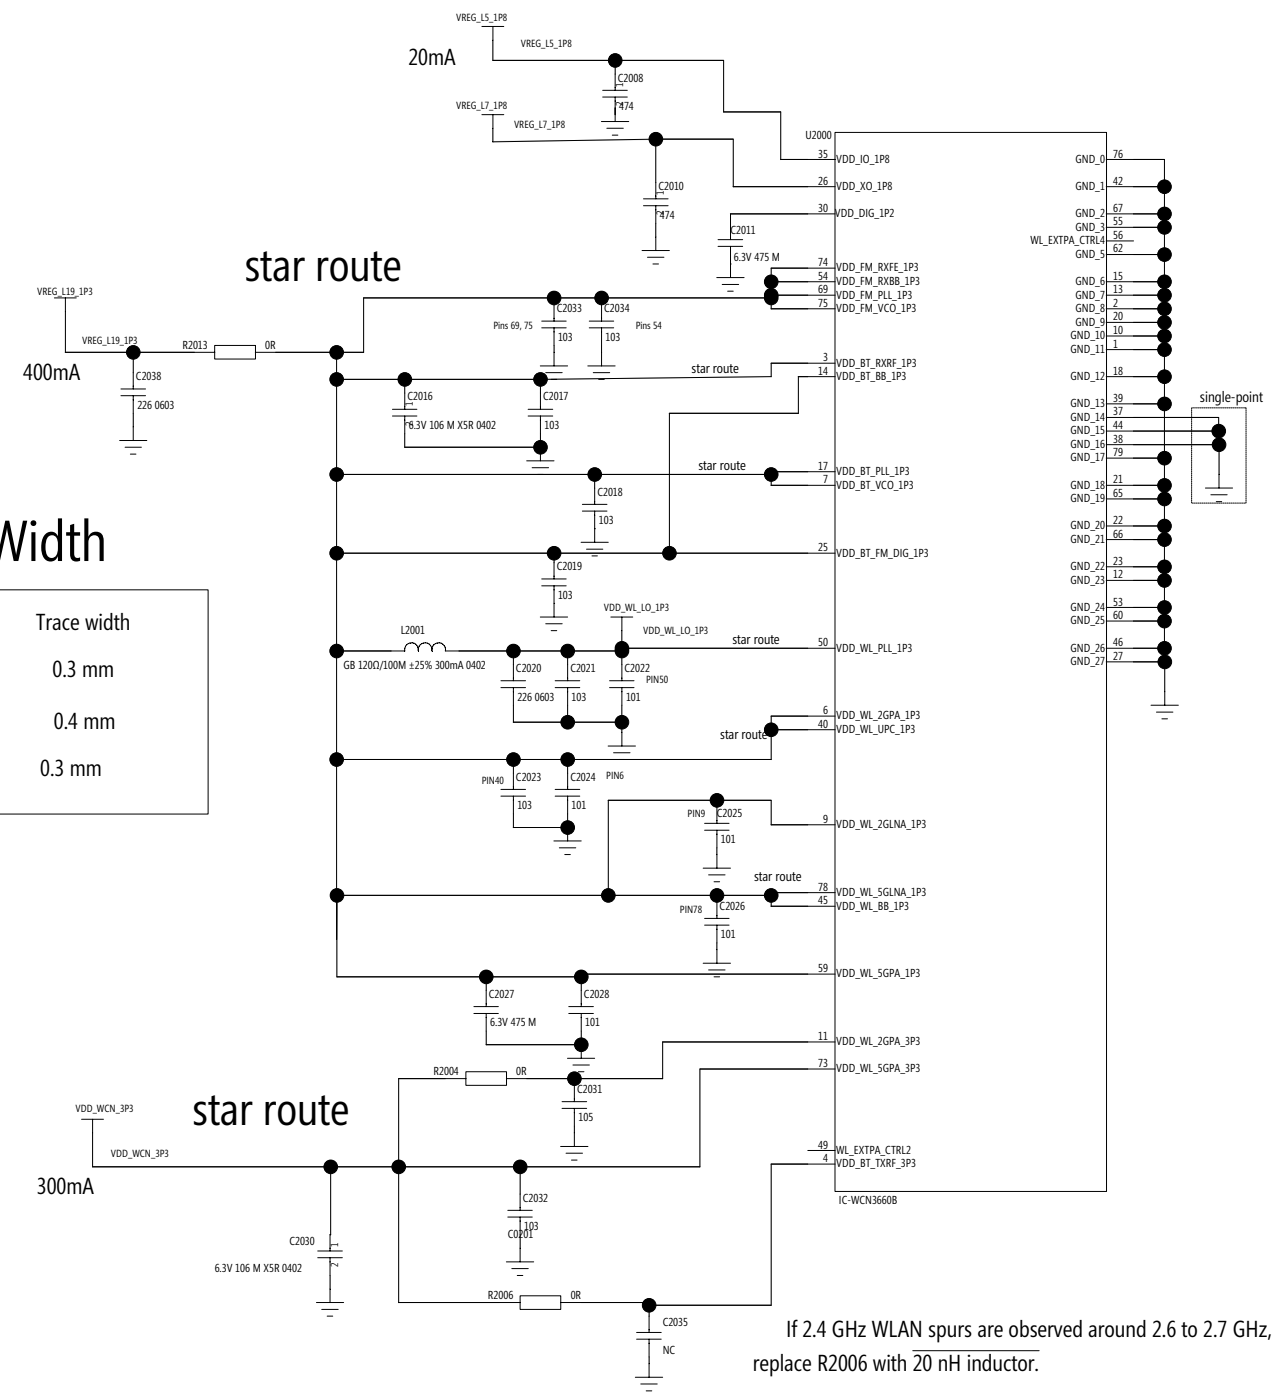 VREG_L5_1P8
VREG_L5_1P8
20mA
C2008
474
VREG_L7_1P8
VREG_L7_1P8
C2010
474
C2011
6.3V 475 M
star route
VREG_L19_1P3
VREG_L19_1P3
400mA
R2013 0R
C2038
226 0603
Pins 69, 75
C2033
103
C2034
103
Pins 54
C2016
6.3V 106 M X5R 0402
C2017
103
star route
star route
C2018
103
C2019
103
Width
Trace width
0.3 mm
0.4 mm
0.3 mm
VDD_WL_LO_1P3
VDD_WL_LO_1P3
star route
L2001
GB 120Ω/100M ±25% 300mA 0402
C2020
226 0603
C2021
103
C2022
PIN50
101
star route
PIN40
C2023
103
C2024
101
PIN6
PIN9
C2025
101
star route
PIN78
C2026
101
C2027
6.3V 475 M
C2028
101
R2004 0R
C2031
105
star route
VDD_WCN_3P3
VDD_WCN_3P3
300mA
C2032
103
C0201
C2030
1
2
6.3V 106 M X5R 0402
R2006 0R
C2035
NC
U2000
35 VDD_IO_1P8
26 VDD_XO_1P8
30 VDD_DIG_1P2
74 VDD_FM_RXFE_1P3
54 VDD_FM_RXBB_1P3
69 VDD_FM_PLL_1P3
75 VDD_FM_VCO_1P3
3 VDD_BT_RXRF_1P3
14 VDD_BT_BB_1P3
17 VDD_BT_PLL_1P3
7 VDD_BT_VCO_1P3
25 VDD_BT_FM_DIG_1P3
50 VDD_WL_PLL_1P3
6 VDD_WL_2GPA_1P3
40 VDD_WL_UPC_1P3
9 VDD_WL_2GLNA_1P3
78 VDD_WL_5GLNA_1P3
45 VDD_WL_BB_1P3
59 VDD_WL_5GPA_1P3
11 VDD_WL_2GPA_3P3
73 VDD_WL_5GPA_3P3
49 WL_EXTPA_CTRL2
4 VDD_BT_TXRF_3P3
IC-WCN3660B
GND_0 76
GND_1 42
GND_2 67
GND_3 55
WL_EXTPA_CTRL4 56
GND_5 62
GND_6 15
GND_7 13
GND_8 2
GND_9 20
GND_10 10
GND_11 1
GND_12 18
GND_13 39
GND_14 37
GND_15 44
GND_16 38
GND_17 79
GND_18 21
GND_19 65
GND_20 22
GND_21 66
GND_22 23
GND_23 12
GND_24 53
GND_25 60
GND_26 46
GND_27 27
single-point
If 2.4 GHz WLAN spurs are observed around 2.6 to 2.7 GHz,
replace R2006 with 20 nH inductor.